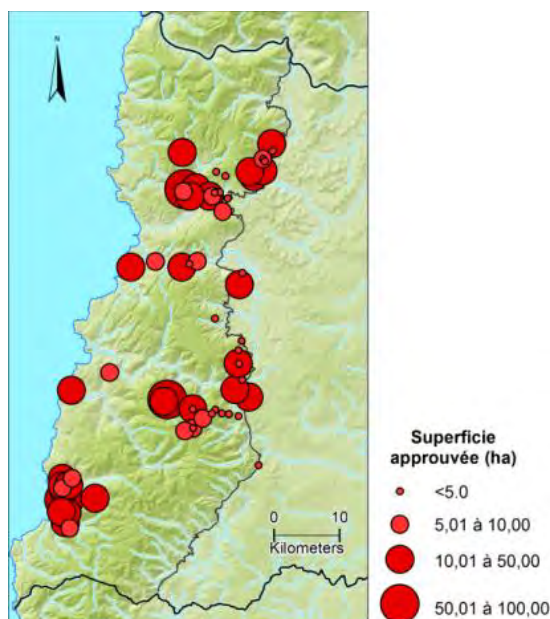 N
0 10
Kilometers
Superficie
approuvée (ha)
<5.0
5,01 à 10,00
10,01 à 50,00
50,01 à 100,00